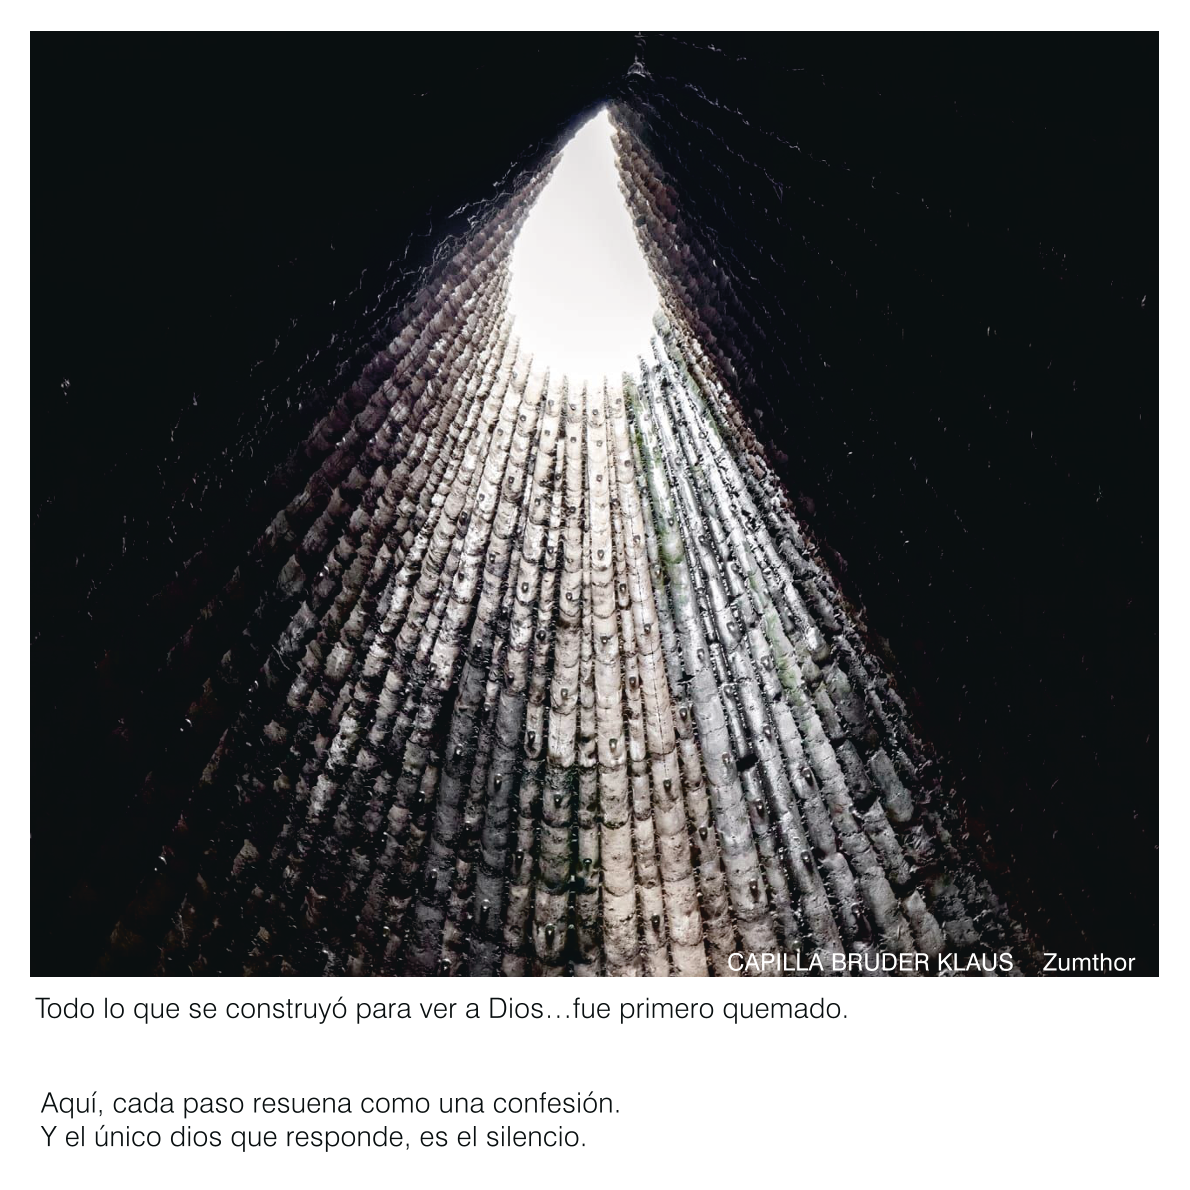 CAPILLA BRUDER KLAUS Zumthor
Todo lo que se construyó para ver a Dios…fue primero quemado.
Aquí, cada paso resuena como una confesión.
Y el único dios que responde, es el silencio.